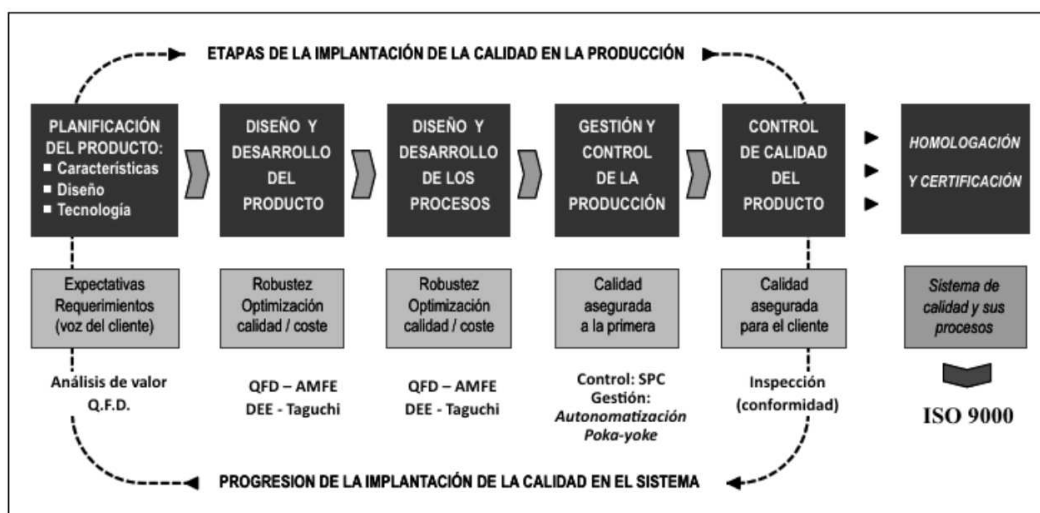 ETAPAS DE LA IMPLANTACIÓN DE LA CALIDAD EN LA PRODUCCIÓN
PLANIFICACIÓN
DEL PRODUCTO:
▪ Características
▪ Diseño
▪ Tecnología
DISEÑO Y
DESARROLLO
DEL
PRODUCTO
DISEÑO Y
DESARROLLO
DE LOS
PROCESOS
GESTIÓN Y
CONTROL
DE LA
PRODUCCIÓN
CONTROL
DE CALIDAD
DEL
PRODUCTO
HOMOLOGACIÓN
Y CERTIFICACIÓN
Expectativas
Requerimientos
(voz del cliente)
Robustez
Optimización
calidad / coste
Robustez
Optimización
calidad / coste
Calidad
asegurada
a la primera
Calidad
asegurada
para el cliente
Sistema de
calidad y sus
procesos
Análisis de valor
Q.F.D.
QFD – AMFE
DEE - Taguchi
QFD – AMFE
DEE - Taguchi
Control: SPC
Gestión:
Autonomatización
Poka-yoke
Inspección
(conformidad)
ISO 9000
PROGRESION DE LA IMPLANTACIÓN DE LA CALIDAD EN EL SISTEMA